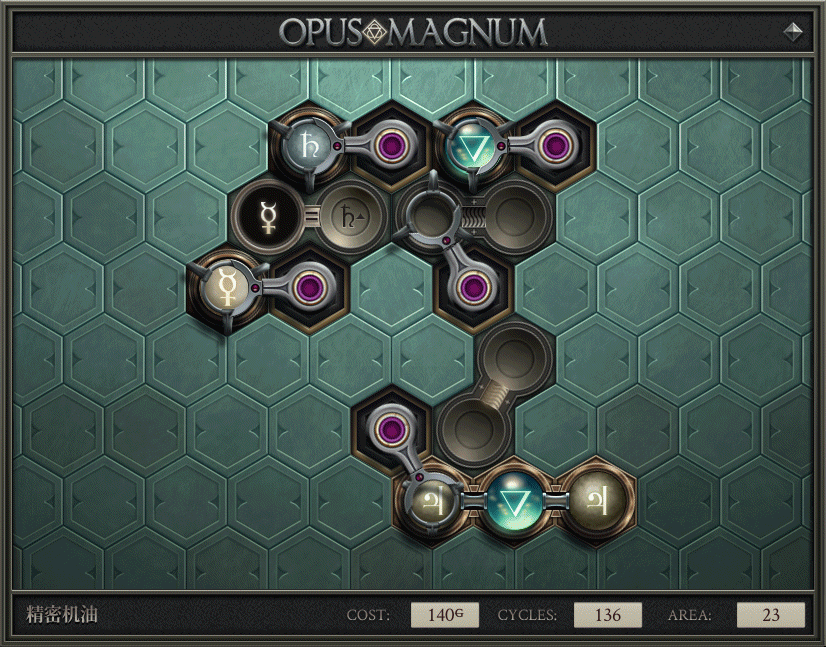 OPUS MAGNUM
精密机油
COST: 140G
CYCLES: 136
AREA: 23